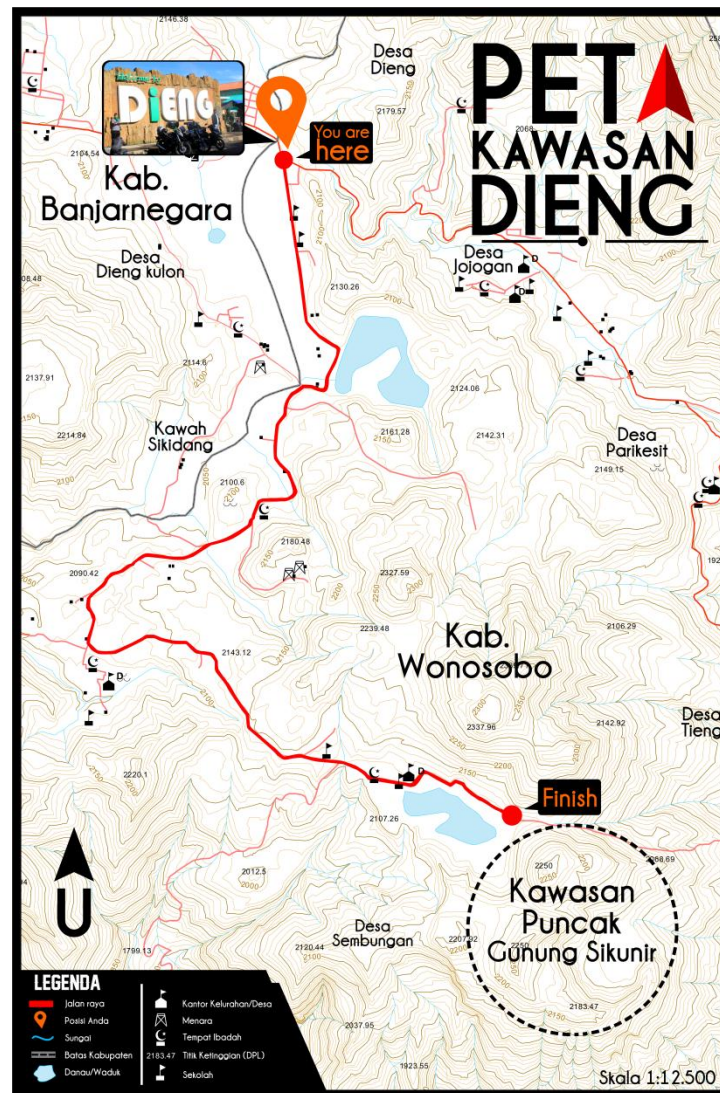 PETA
KAWASAN
DIENG
DIENG
You are
here
Desa
Dieng
Kab.
Banjarnegara
Desa
Dieng kulon
Desa
Jojogan
D
D
Kawah
Sikidang
Desa
Parikesit
Kab.
Wonosobo
Desa
Tieng
D
D
Finish
Kawasan
Puncak
Gunung Sikunir
Desa
Sembungan
U
2146.38
2179.57
2104.54
2130.26
2114.6
2137.91
2124.06
2214.84
2161.28
2142.31
2149.15
2100.6
2180.48
2327.59
2090.42
2239.48
2106.29
2143.12
2337.96
2142.92
2220.1
2107.26
2012.5
2268.69
2120.44
2207.92
1799.13
2183.47
2037.95
1923.55
LEGENDA
Jalan raya
Posisi Anda
Sungai
Batas Kabupaten
Danau/Waduk
Kantor Kelurahan/Desa
Menara
Tempat Ibadah
2183.47 Titik Ketinggian (DPL)
Sekolah
Skala 1:12.500